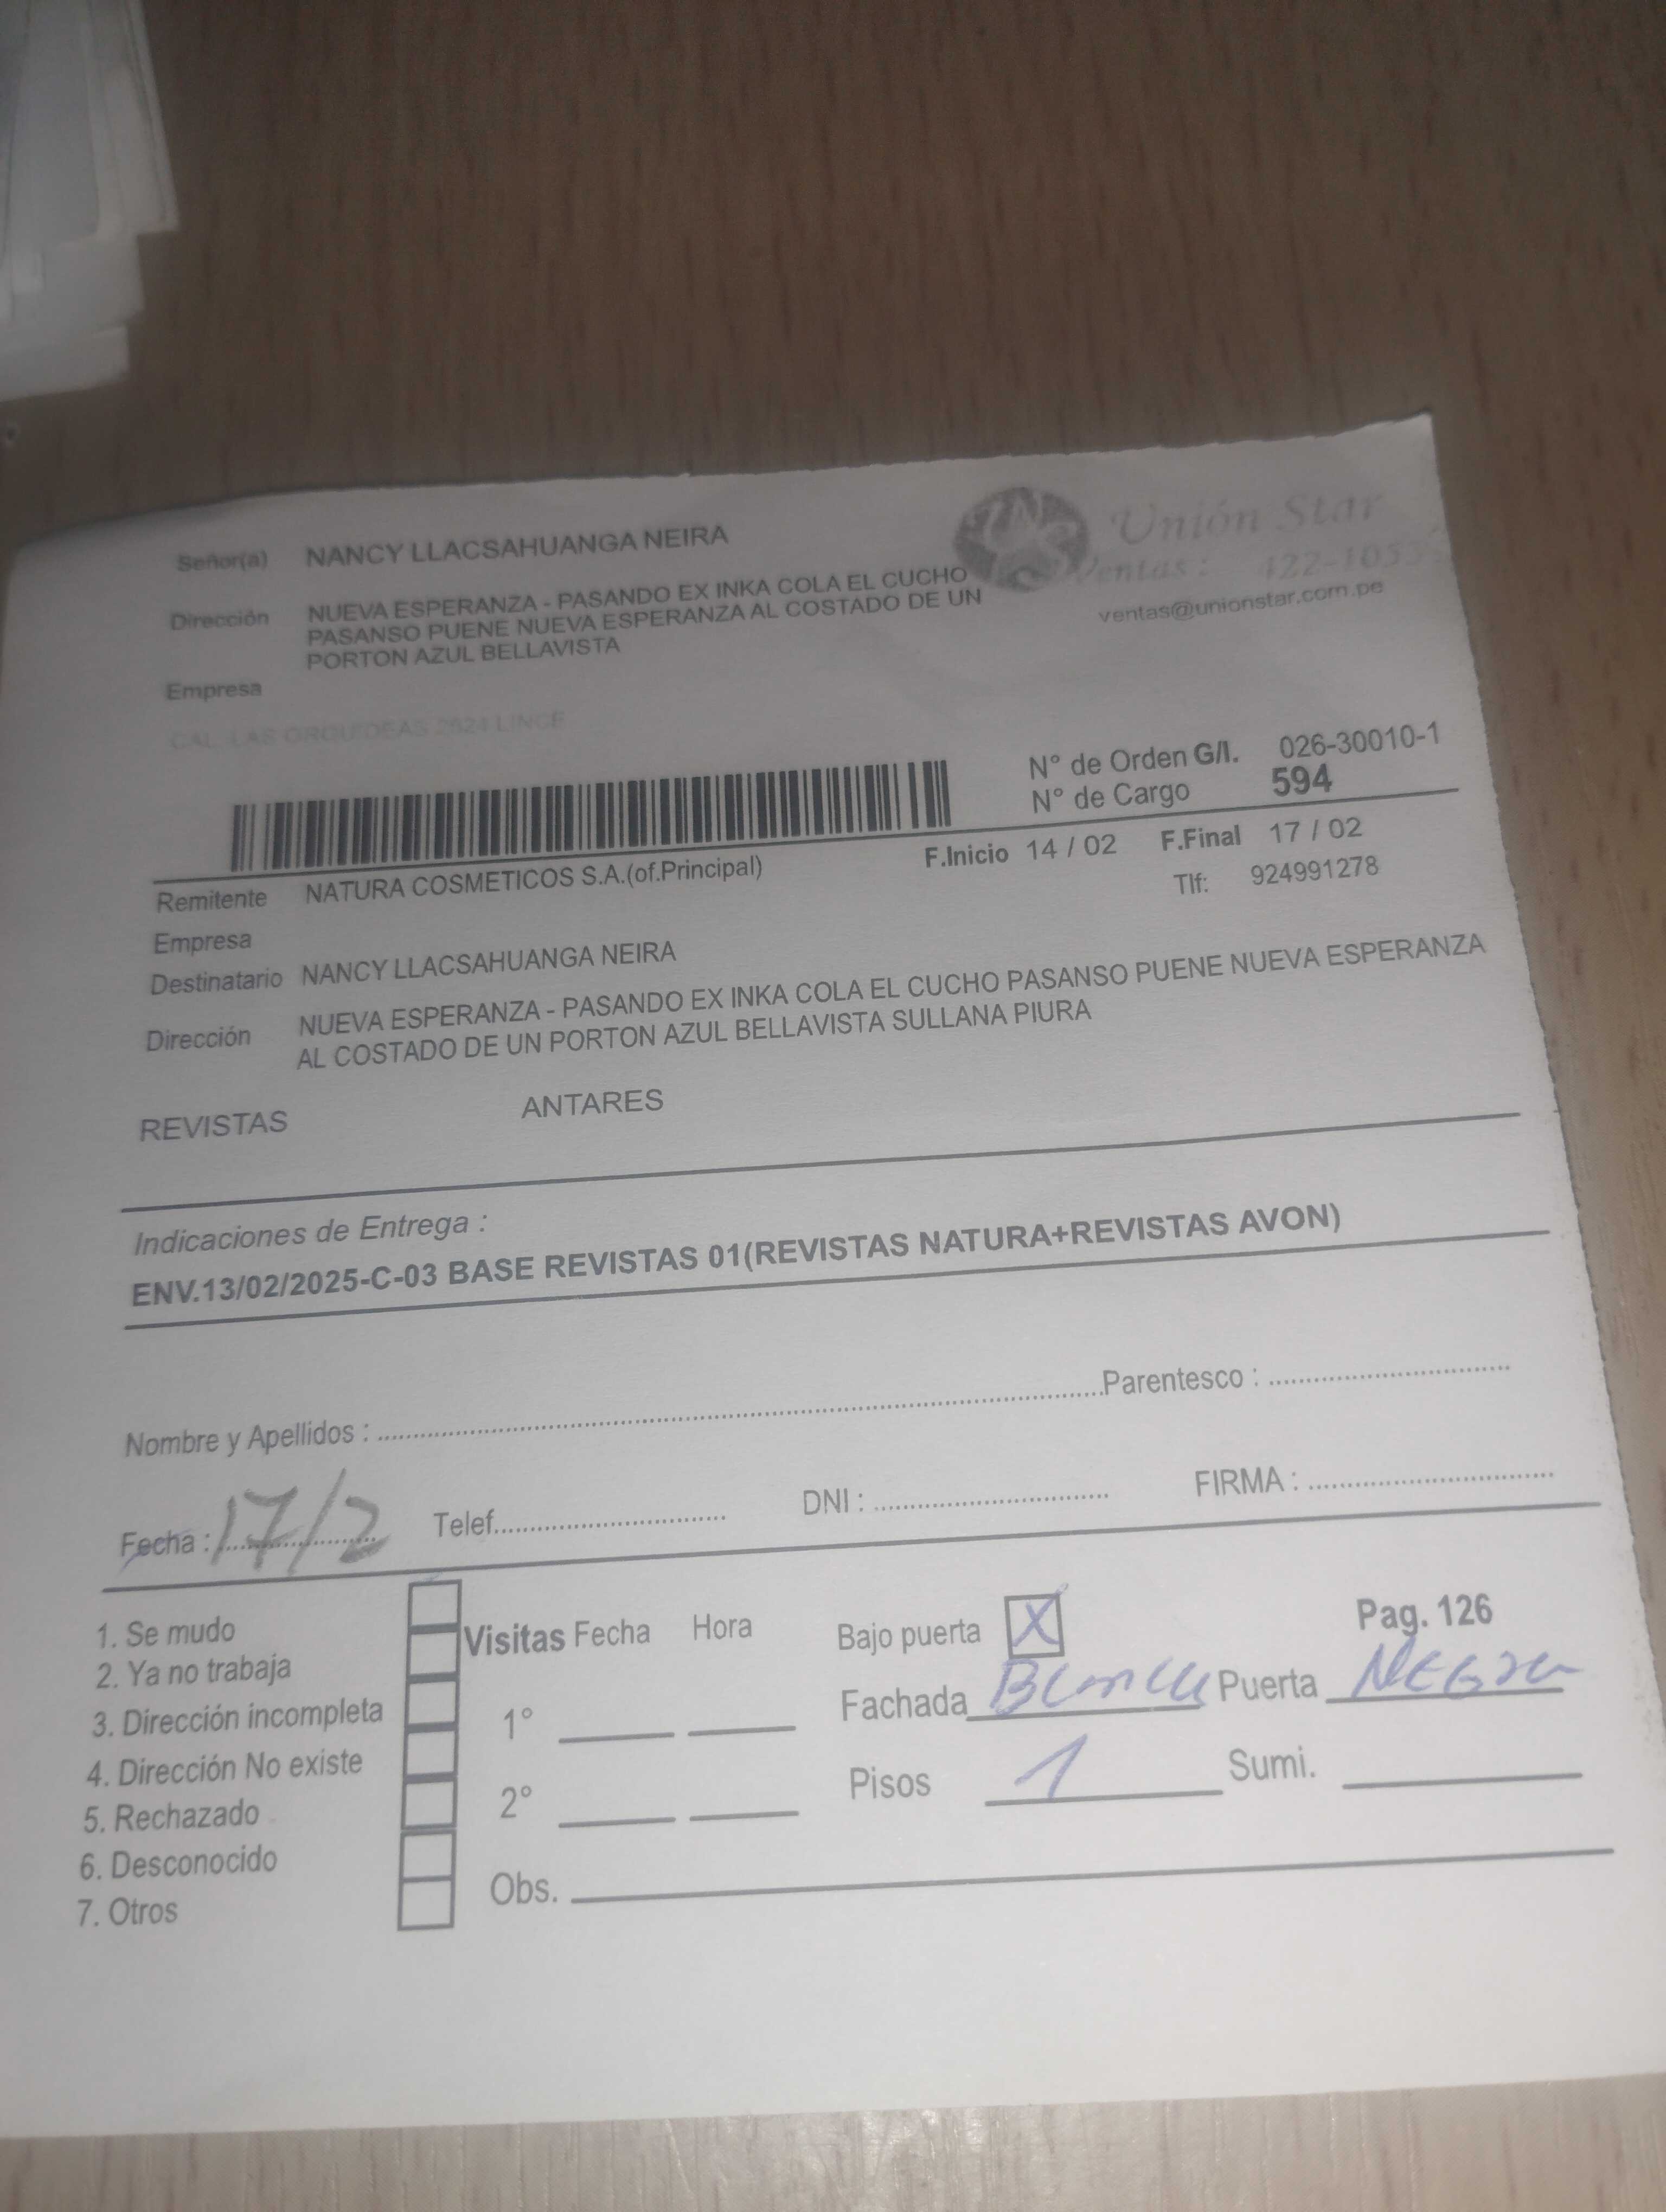 Señor(a) NANCY LLACSAHUANGA NEIRA
Unión Star
Ventas: 422-1053
Dirección NUEVA ESPERANZA - PASANDO EX INKA COLA EL CUCHO
PASANSO PUENE NUEVA ESPERANZA AL COSTADO DE UN
PORTON AZUL BELLAVISTA
ventas@unionstar.com.pe
Empresa
CAL. LAS ORQUIDEAS 2624 LINCE
N° de Orden G/I. 026-30010-1
N° de Cargo 594
F.Inicio 14 / 02 F.Final 17 / 02
Remitente NATURA COSMETICOS S.A.(of.Principal)
Tlf: 924991278
Empresa
Destinatario NANCY LLACSAHUANGA NEIRA
Dirección NUEVA ESPERANZA - PASANDO EX INKA COLA EL CUCHO PASANSO PUENE NUEVA ESPERANZA
AL COSTADO DE UN PORTON AZUL BELLAVISTA SULLANA PIURA
REVISTAS ANTARES
Indicaciones de Entrega :
ENV.13/02/2025-C-03 BASE REVISTAS 01(REVISTAS NATURA+REVISTAS AVON)
Nombre y Apellidos : Parentesco :
Fecha : 17/2 Telef. DNI : FIRMA :
1. Se mudo
2. Ya no trabaja
3. Dirección incompleta
4. Dirección No existe
5. Rechazado
6. Desconocido
7. Otros
Visitas Fecha Hora
1°
2°
Obs.
Bajo puerta X Pag. 126
Fachada Blanca Puerta NEGRA
Pisos 1 Sumi.